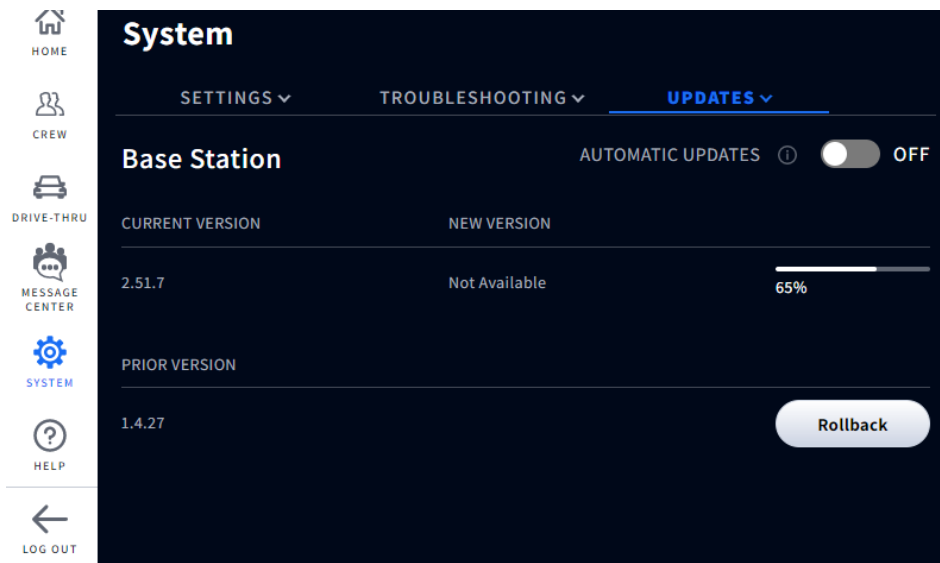 HOME
CREW
DRIVE-THRU
MESSAGE
CENTER
SYSTEM
HELP
LOG OUT
System
SETTINGS
TROUBLESHOOTING
UPDATES
Base Station
AUTOMATIC UPDATES
OFF
CURRENT VERSION
NEW VERSION
2.51.7
Not Available
65%
PRIOR VERSION
1.4.27
Rollback